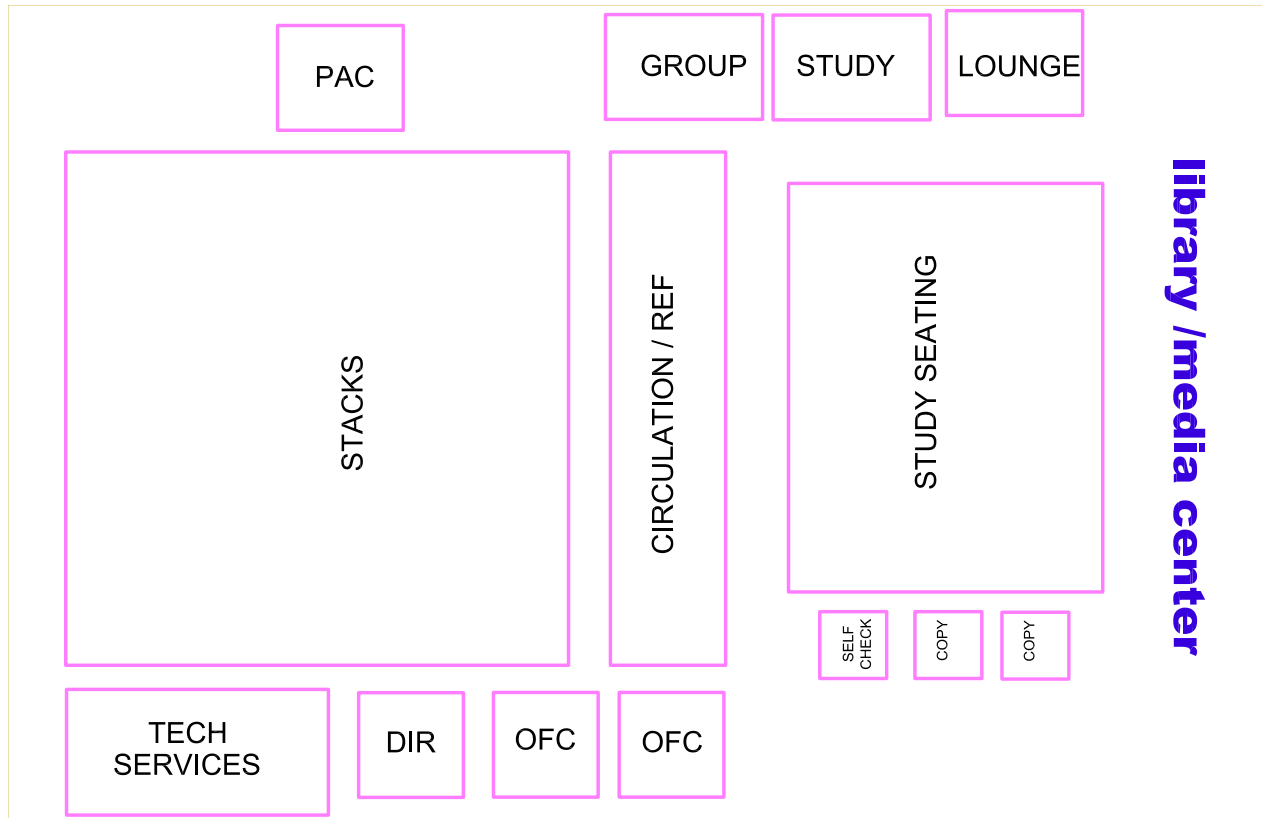 PAC
GROUP
STUDY
LOUNGE
STACKS
CIRCULATION / REF
STUDY SEATING
library /media center
SELF
CHECK
COPY
COPY
TECH
SERVICES
DIR
OFC
OFC